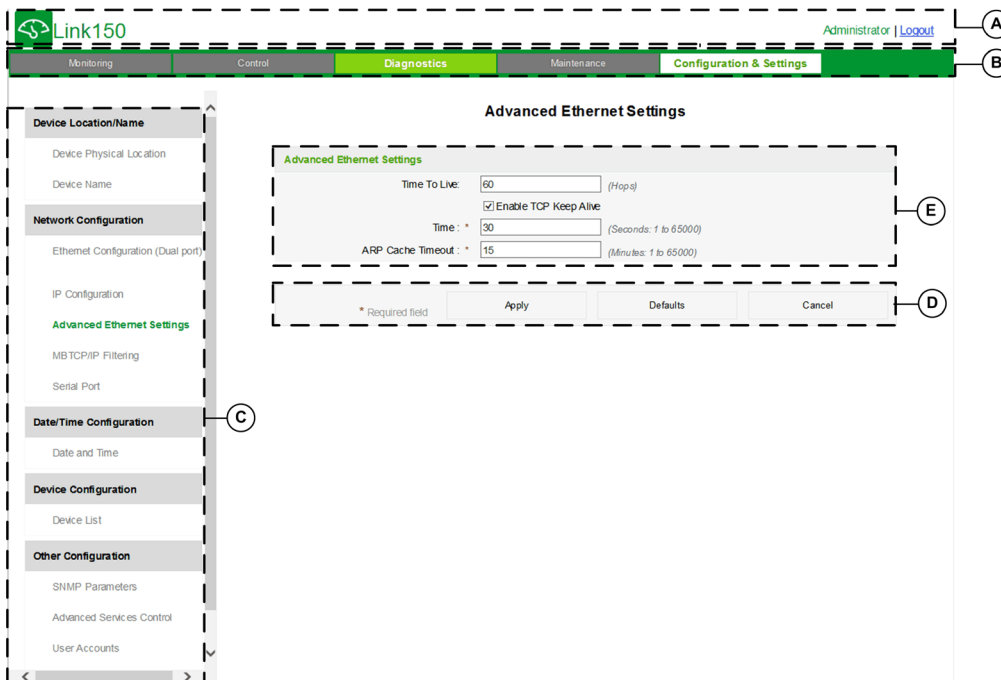 Link150
Administrator | Logout
A
Monitoring Control Diagnostics Maintenance Configuration & Settings
B
Advanced Ethernet Settings
Device Location/Name
Device Physical Location
Device Name
Network Configuration
Ethernet Configuration (Dual port)
IP Configuration
Advanced Ethernet Settings
MBTCP/IP Filtering
Serial Port
Date/Time Configuration
Date and Time
Device Configuration
Device List
Other Configuration
SNMP Parameters
Advanced Services Control
User Accounts
C
Advanced Ethernet Settings
Time To Live: 60 (Hops)
Enable TCP Keep Alive
Time : * 30 (Seconds: 1 to 65000)
ARP Cache Timeout : * 15 (Minutes: 1 to 65000)
E
* Required field Apply Defaults Cancel
D